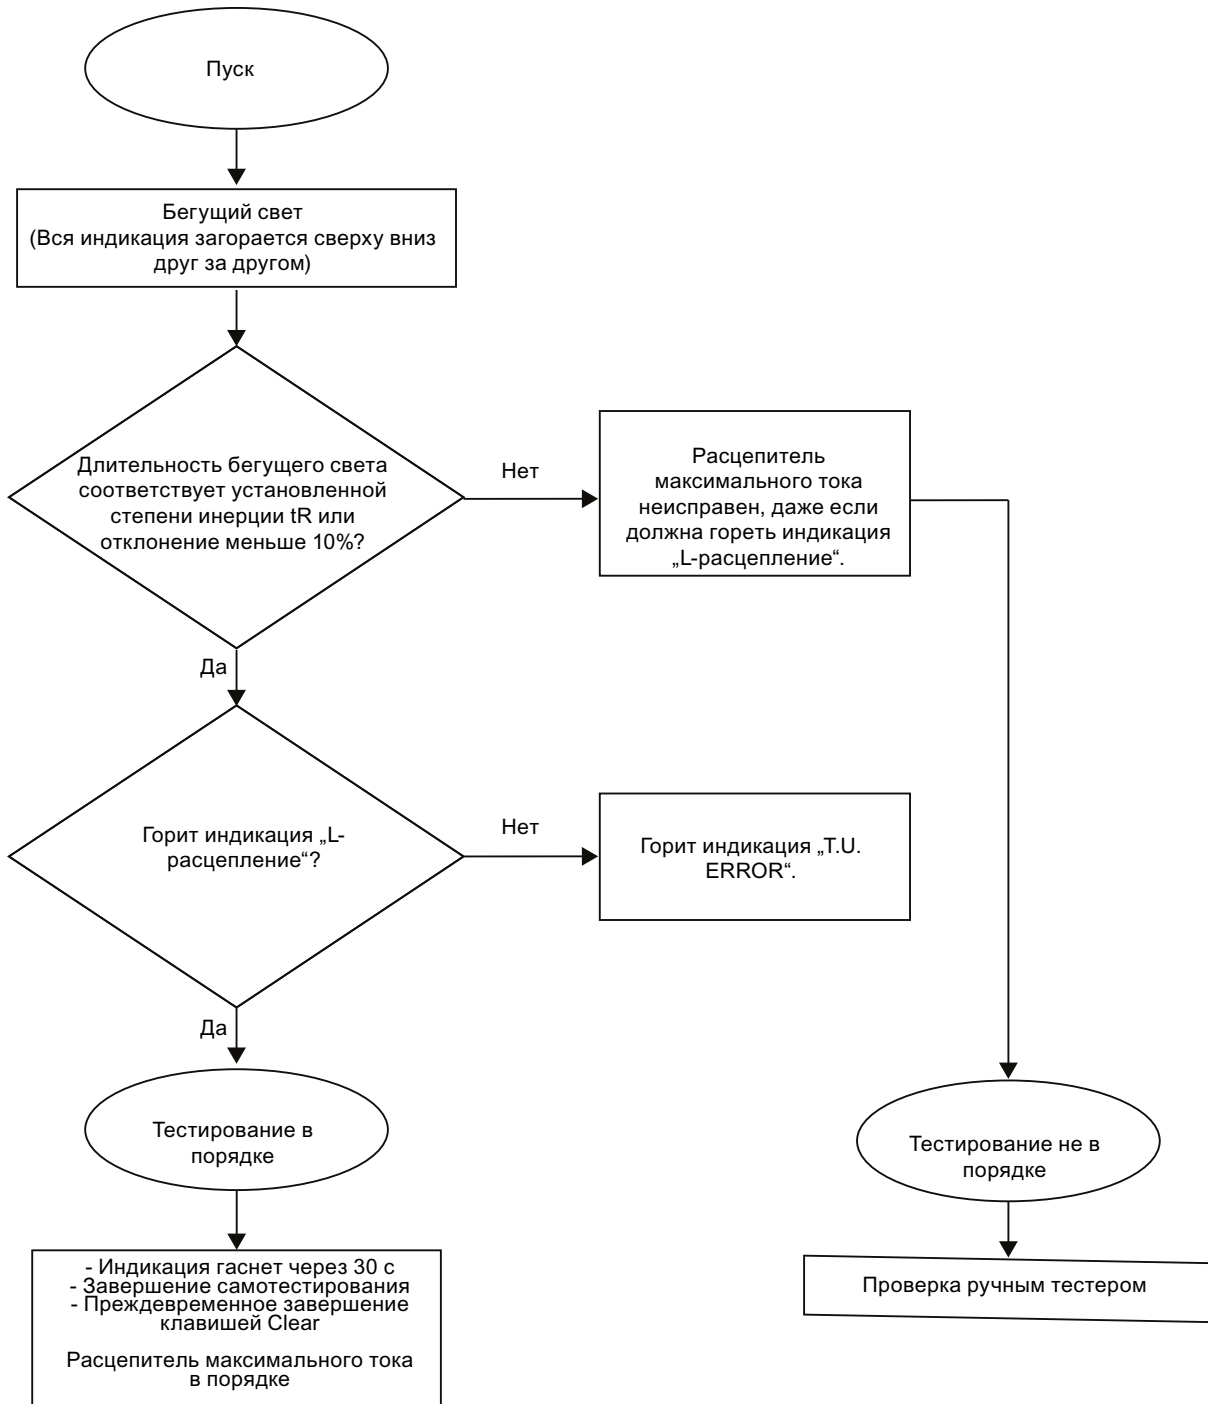 Пуск
Бегущий свет
(Вся индикация загорается сверху вниз
друг за другом)
Длительность бегущего света
соответствует установленной
степени инерции tR или
отклонение меньше 10%?
Нет
Расцепитель
максимального тока
неисправен, даже если
должна гореть индикация
„L-расцепление“.
Да
Горит индикация „L-
расцепление“?
Нет
Горит индикация „T.U.
ERROR“.
Да
Тестирование в
порядке
Тестирование не в
порядке
- Индикация гаснет через 30 с
- Завершение самотестирования
- Преждевременное завершение
клавишей Clear
Расцепитель максимального тока
в порядке
Проверка ручным тестером